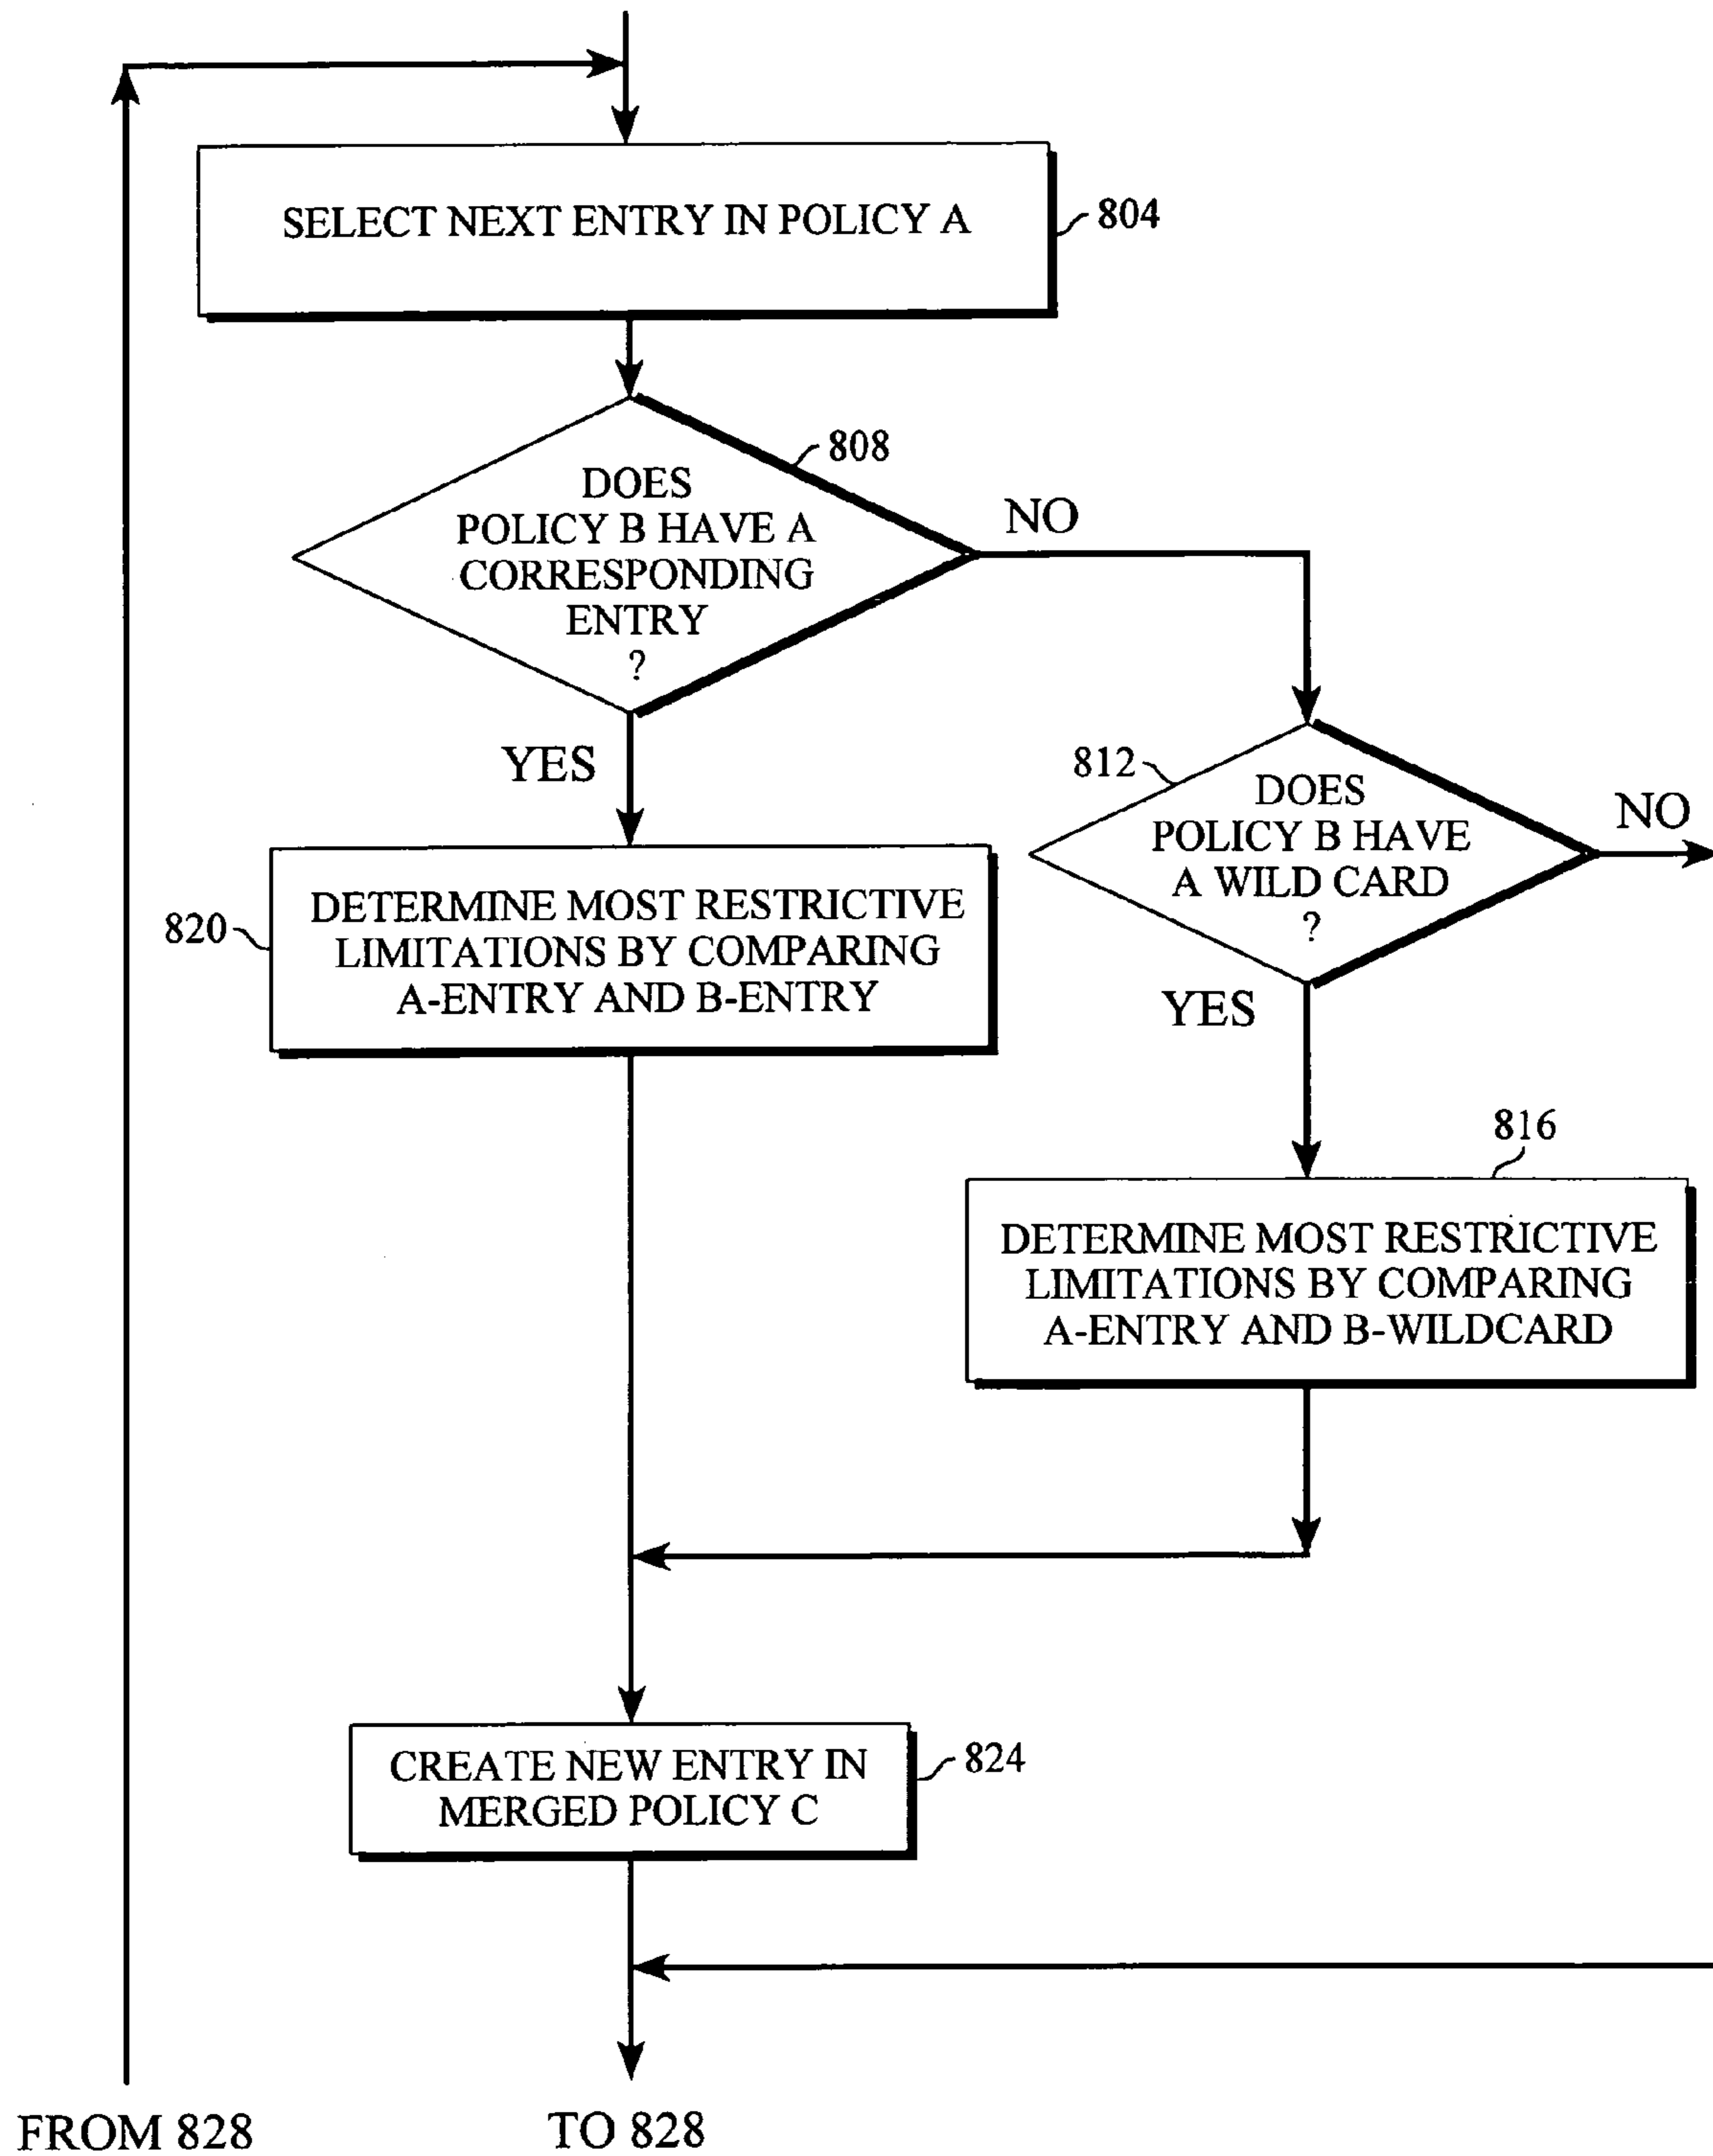 SELECT NEXT ENTRY IN POLICY A
804
808
DOES
POLICY B HAVE A
CORRESPONDING
ENTRY
?
NO
YES
812
DOES
POLICY B HAVE
A WILD CARD
?
NO
YES
820
DETERMINE MOST RESTRICTIVE
LIMITATIONS BY COMPARING
A-ENTRY AND B-ENTRY
816
DETERMINE MOST RESTRICTIVE
LIMITATIONS BY COMPARING
A-ENTRY AND B-WILDCARD
CREATE NEW ENTRY IN
MERGED POLICY C
824
FROM 828
TO 828